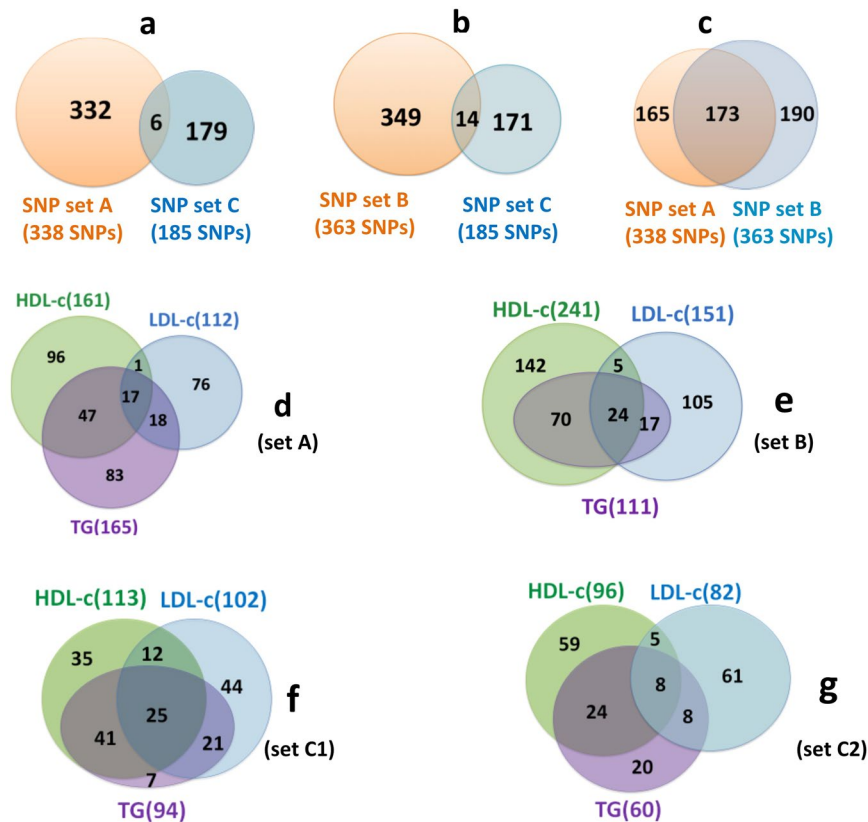 a
332
6
179
SNP set A
(338 SNPs)
SNP set C
(185 SNPs)
b
349
14
171
SNP set B
(363 SNPs)
SNP set C
(185 SNPs)
c
165
173
190
SNP set A
(338 SNPs)
SNP set B
(363 SNPs)
HDL-c(161)
LDL-c(112)
96
1
76
17
47
18
83
TG(165)
d
(set A)
HDL-c(241)
LDL-c(151)
142
5
105
70
24
17
TG(111)
e
(set B)
HDL-c(113)
LDL-c(102)
35
12
44
25
41
21
7
TG(94)
f
(set C1)
HDL-c(96)
LDL-c(82)
59
5
61
8
24
8
20
TG(60)
g
(set C2)